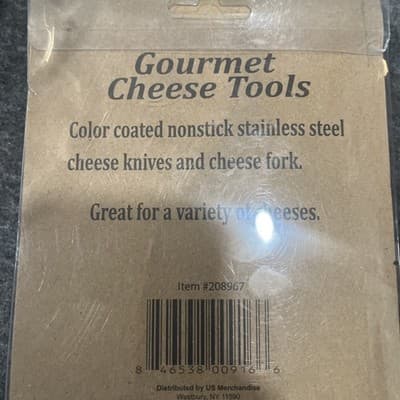 Gourmet
Cheese Tools
Color coated nonstick stainless steel
cheese knives and cheese fork.
Great for a variety of cheeses.
Item #208967
8 46538 00916 6
Distributed by US Merchandise
Westbury, NY 11590